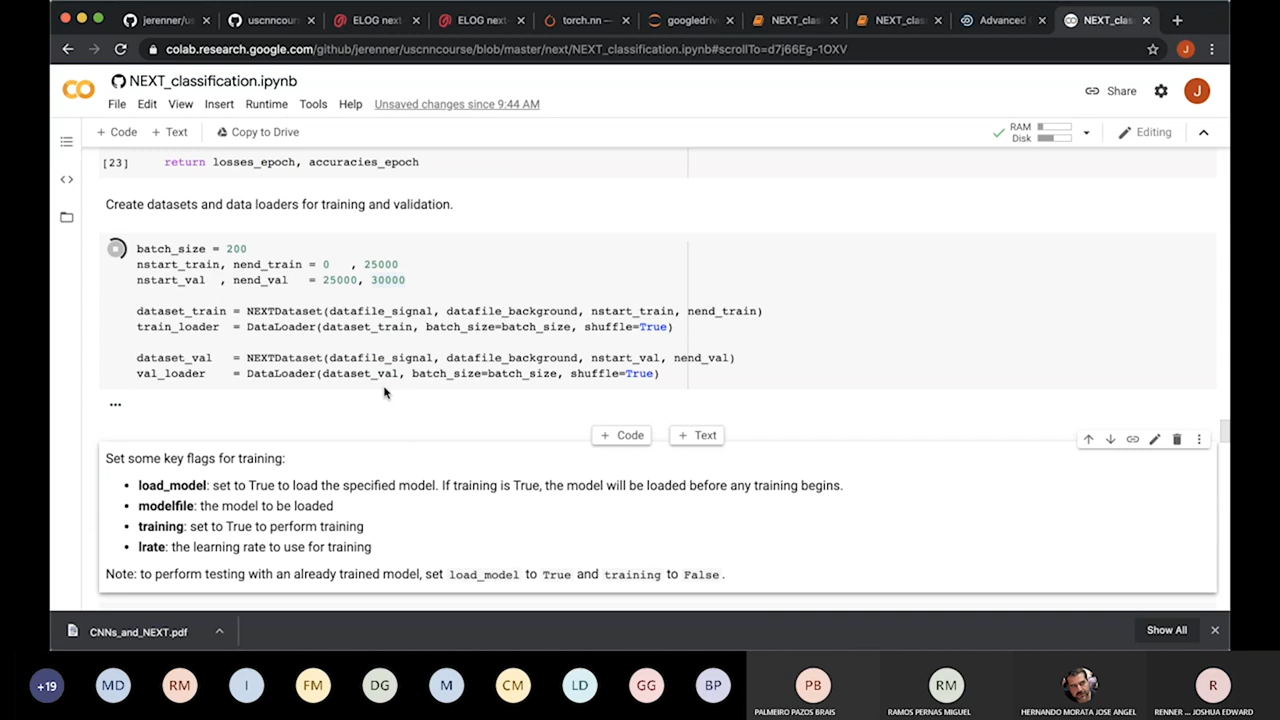 jerenner/us
uscnncours
ELOG next
ELOG next-
torch.nn —
googledriv
NEXT_clas
NEXT_clas
Advanced
NEXT_clas
colab.research.google.com/github/jerenner/uscnncourse/blob/master/next/NEXT_classification.ipynb#scrollTo=d7j66Eg-1OXV
J
NEXT_classification.ipynb
File Edit View Insert Runtime Tools Help Unsaved changes since 9:44 AM
Share
J
+ Code + Text Copy to Drive
RAM
Disk
Editing
[23] return losses_epoch, accuracies_epoch
Create datasets and data loaders for training and validation.
batch_size = 200
nstart_train, nend_train = 0 , 25000
nstart_val , nend_val = 25000, 30000
dataset_train = NEXTDataset(datafile_signal, datafile_background, nstart_train, nend_train)
train_loader = DataLoader(dataset_train, batch_size=batch_size, shuffle=True)
dataset_val = NEXTDataset(datafile_signal, datafile_background, nstart_val, nend_val)
val_loader = DataLoader(dataset_val, batch_size=batch_size, shuffle=True)
...
+ Code + Text
Set some key flags for training:
• load_model: set to True to load the specified model. If training is True, the model will be loaded before any training begins.
• modelfile: the model to be loaded
• training: set to True to perform training
• lrate: the learning rate to use for training
Note: to perform testing with an already trained model, set load_model to True and training to False.
CNNs_and_NEXT.pdf
Show All
+19 MD RM I FM DG M CM LD GG BP PB RM R
PALMEIRO PAZOS BRAIS
RAMOS PERNAS MIGUEL
HERNANDO MORATA JOSE ANGEL
RENNER ... JOSHUA EDWARD